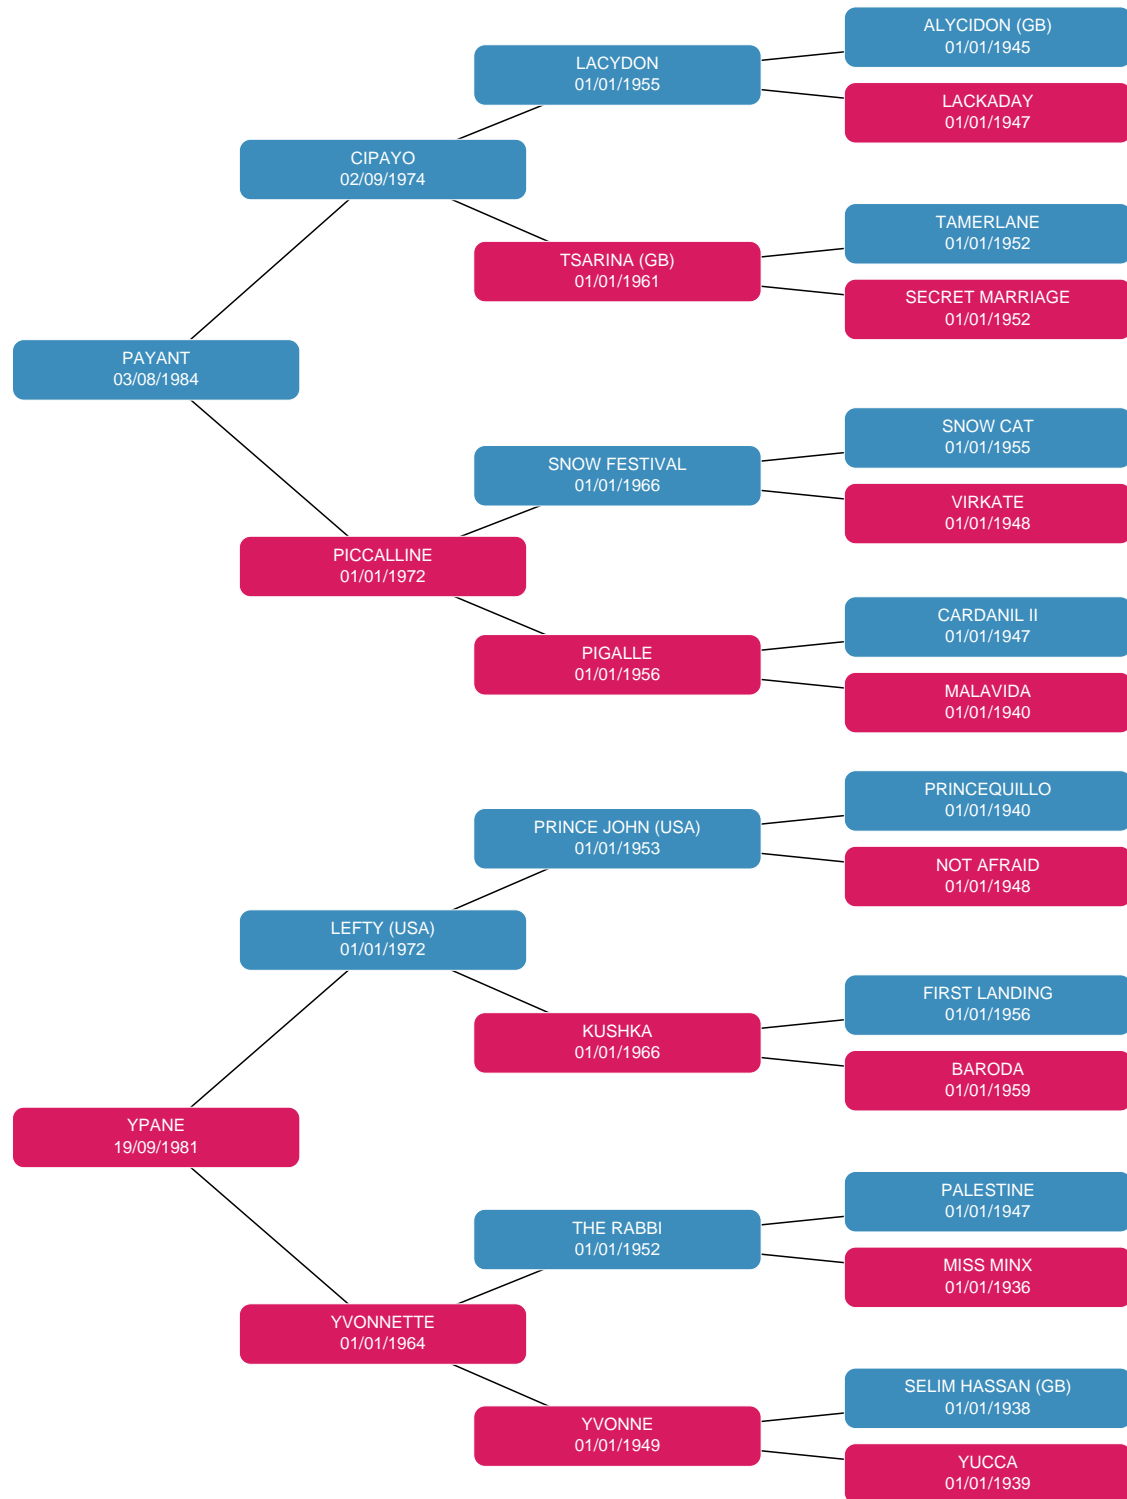 ALYCIDON (GB)
01/01/1945
LACYDON
01/01/1955
LACKADAY
01/01/1947
CIPAYO
02/09/1974
TAMERLANE
01/01/1952
TSARINA (GB)
01/01/1961
SECRET MARRIAGE
01/01/1952
PAYANT
03/08/1984
SNOW CAT
01/01/1955
SNOW FESTIVAL
01/01/1966
VIRKATE
01/01/1948
PICCALLINE
01/01/1972
CARDANIL II
01/01/1947
PIGALLE
01/01/1956
MALAVIDA
01/01/1940
PRINCEQUILLO
01/01/1940
PRINCE JOHN (USA)
01/01/1953
NOT AFRAID
01/01/1948
LEFTY (USA)
01/01/1972
FIRST LANDING
01/01/1956
KUSHKA
01/01/1966
BARODA
01/01/1959
YPANE
19/09/1981
PALESTINE
01/01/1947
THE RABBI
01/01/1952
MISS MINX
01/01/1936
YVONNETTE
01/01/1964
SELIM HASSAN (GB)
01/01/1938
YVONNE
01/01/1949
YUCCA
01/01/1939